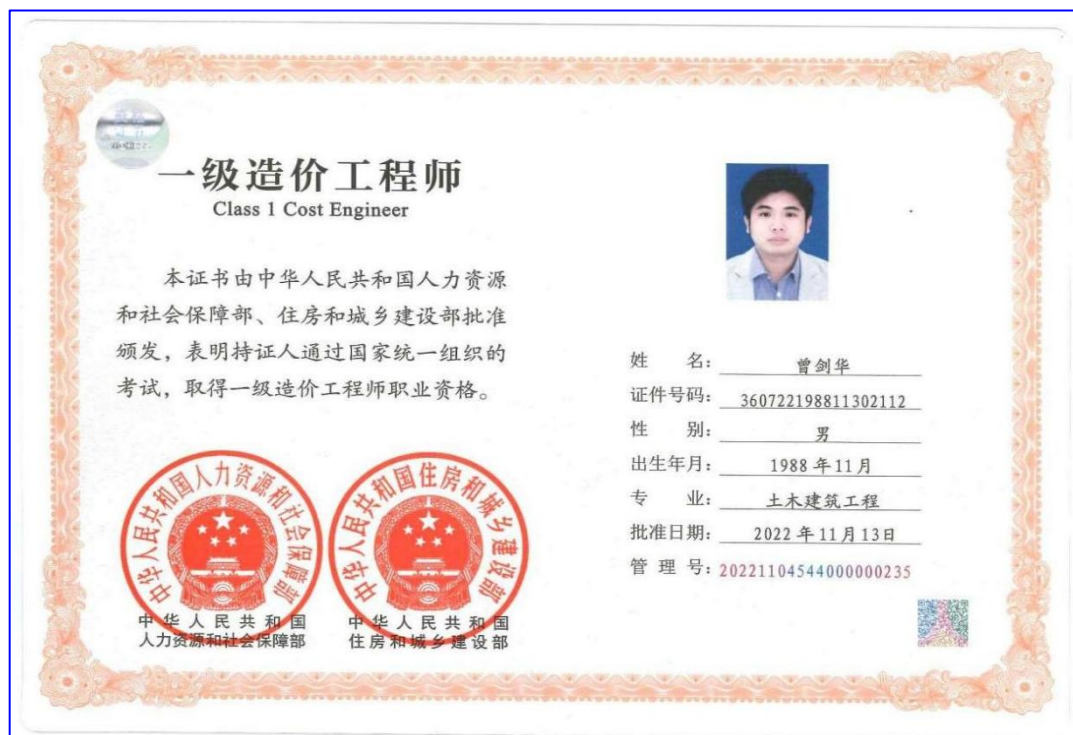 一级造价工程师
Class 1 Cost Engineer
本证书由中华人民共和国人力资源
和社会保障部、住房和城乡建设部批准
颁发，表明持证人通过国家统一组织的
考试，取得一级造价工程师职业资格。
中华人民共和国人力资源和社会保障部
中华人民共和国住房和城乡建设部
中华人民共和国
人力资源和社会保障部
中华人民共和国
住房和城乡建设部
姓 名：曾剑华
证件号码：360722198811302112
性 别：男
出生年月：1988年11月
专 业：土木建筑工程
批准日期：2022年11月13日
管 理 号：20221104544000000235